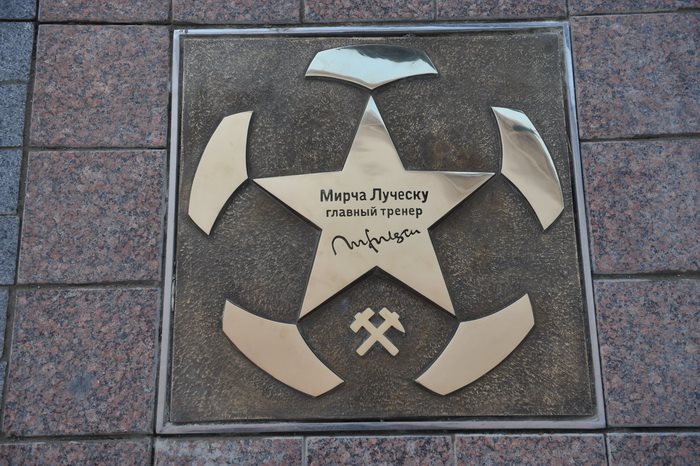 Мирча Луческу
главный тренер